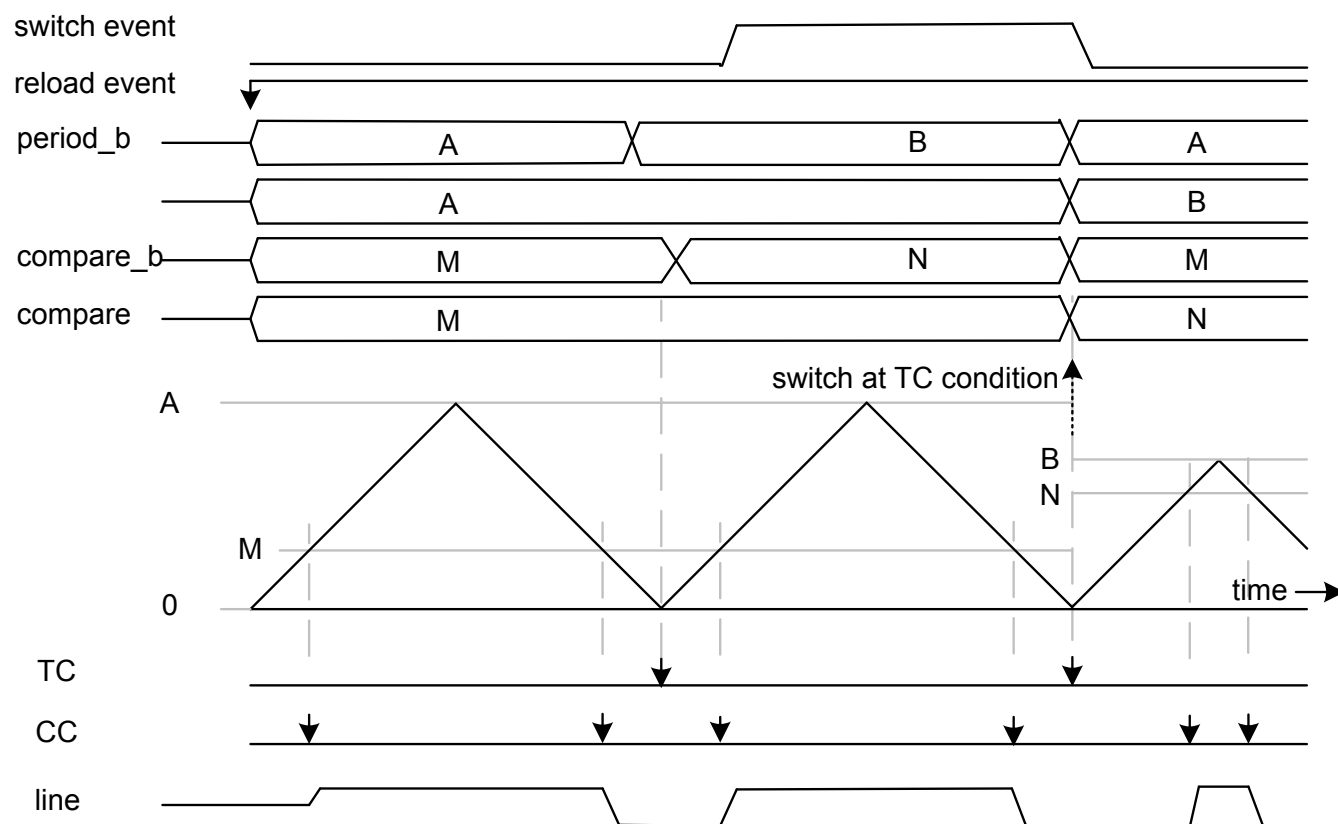 switch event
reload event
period_b A B A
A B
compare_b M N M
compare M N
switch at TC condition
A
B
N
M
time
0
TC
CC
line